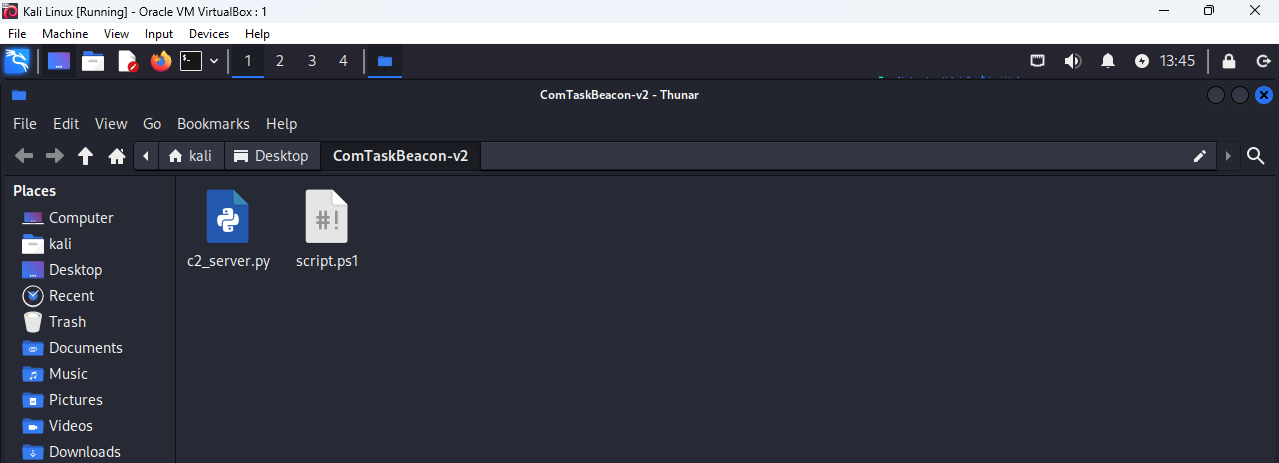 Kali Linux [Running] - Oracle VM VirtualBox : 1
File Machine View Input Devices Help
1 2 3 4 13:45
ComTaskBeacon-v2 - Thunar
File Edit View Go Bookmarks Help
kali Desktop ComTaskBeacon-v2
Places
Computer
kali
Desktop
Recent
Trash
Documents
Music
Pictures
Videos
Downloads
#!
c2_server.py script.ps1